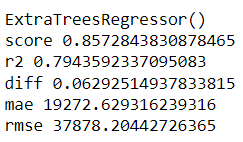 ExtraTreesRegressor()
score 0.8572843830878465
r2 0.7943592337095083
diff 0.06292514937833815
mae 19272.629316239316
rmse 37878.20442726365